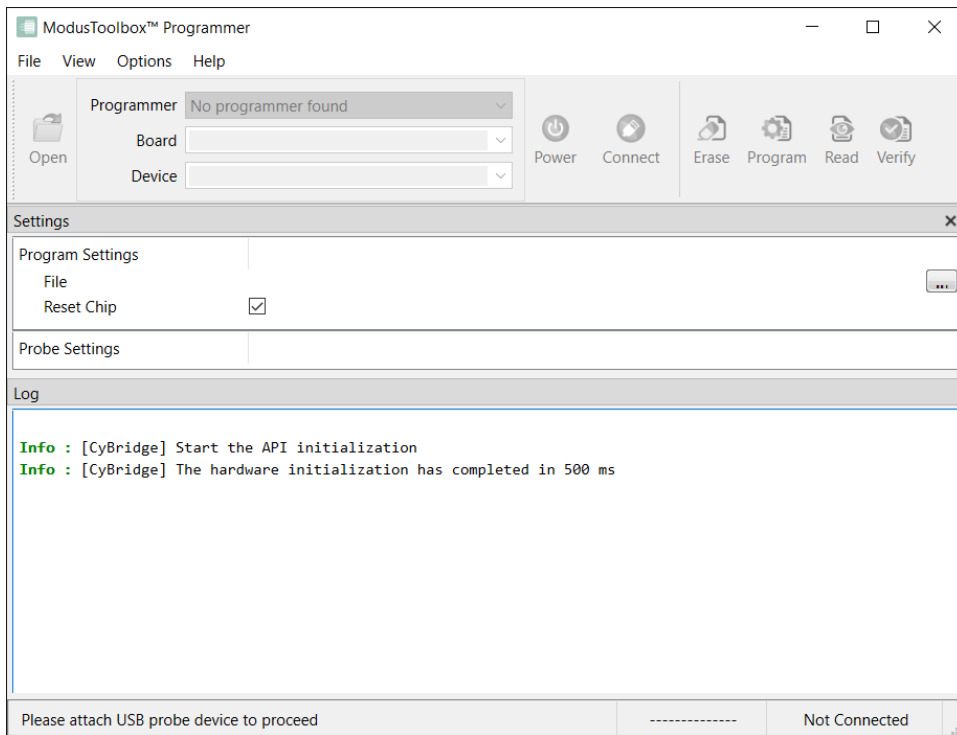 ModusToolbox™ Programmer
File View Options Help
Open
Programmer No programmer found
Board
Device
Power Connect Erase Program Read Verify
Settings
Program Settings
File
...
Reset Chip
Probe Settings
Log
Info : [CyBridge] Start the API initialization
Info : [CyBridge] The hardware initialization has completed in 500 ms
Please attach USB probe device to proceed -------------- Not Connected